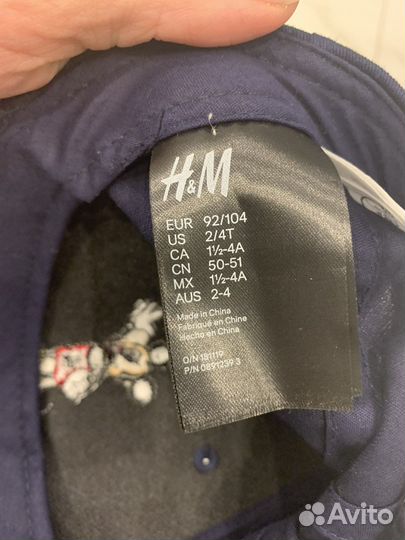 H&M
EUR 92/104
US 2/4T
CA 1½-4A
CN 50-51
MX 1½-4A
AUS 2-4
Made in China
Fabriqué en Chine
Hecho en China
O/N 181119
P/N 0891259 3
Avito